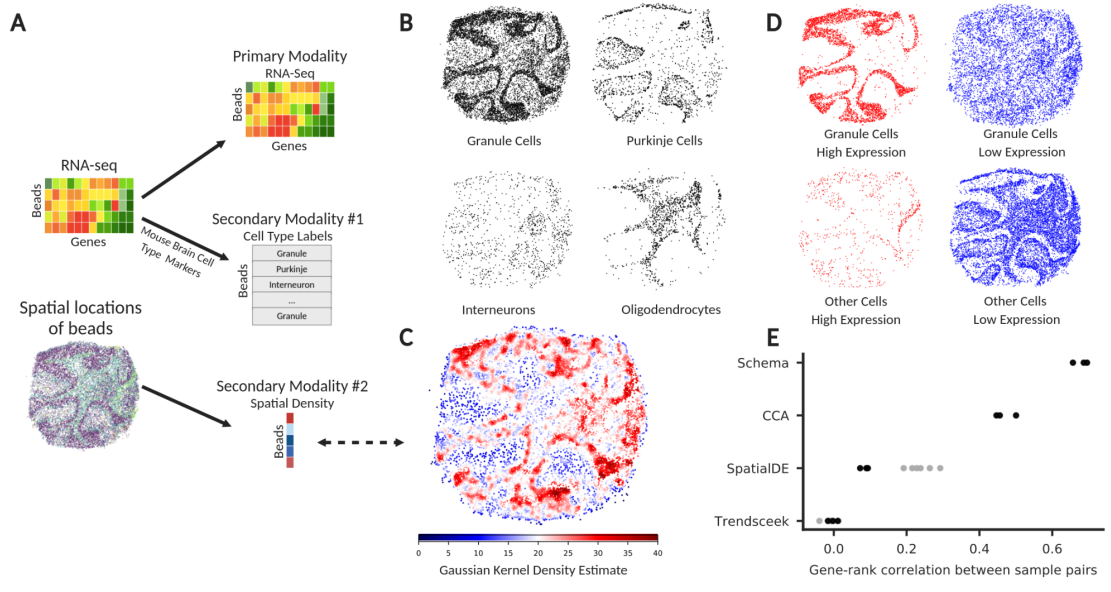 A
Primary Modality
RNA-Seq
Beads
Genes
RNA-seq
Beads
Genes
Mouse Brain Cell
Type Markers
Secondary Modality #1
Cell Type Labels
Beads
Granule
Purkinje
Interneuron
...
Granule
Spatial locations
of beads
Secondary Modality #2
Spatial Density
Beads
B
Granule Cells
Purkinje Cells
Interneurons
Oligodendrocytes
C
0 5 10 15 20 25 30 35 40
Gaussian Kernel Density Estimate
D
Granule Cells
High Expression
Granule Cells
Low Expression
Other Cells
High Expression
Other Cells
Low Expression
E
Schema
CCA
SpatialDE
Trendsceek
0.0 0.2 0.4 0.6
Gene-rank correlation between sample pairs